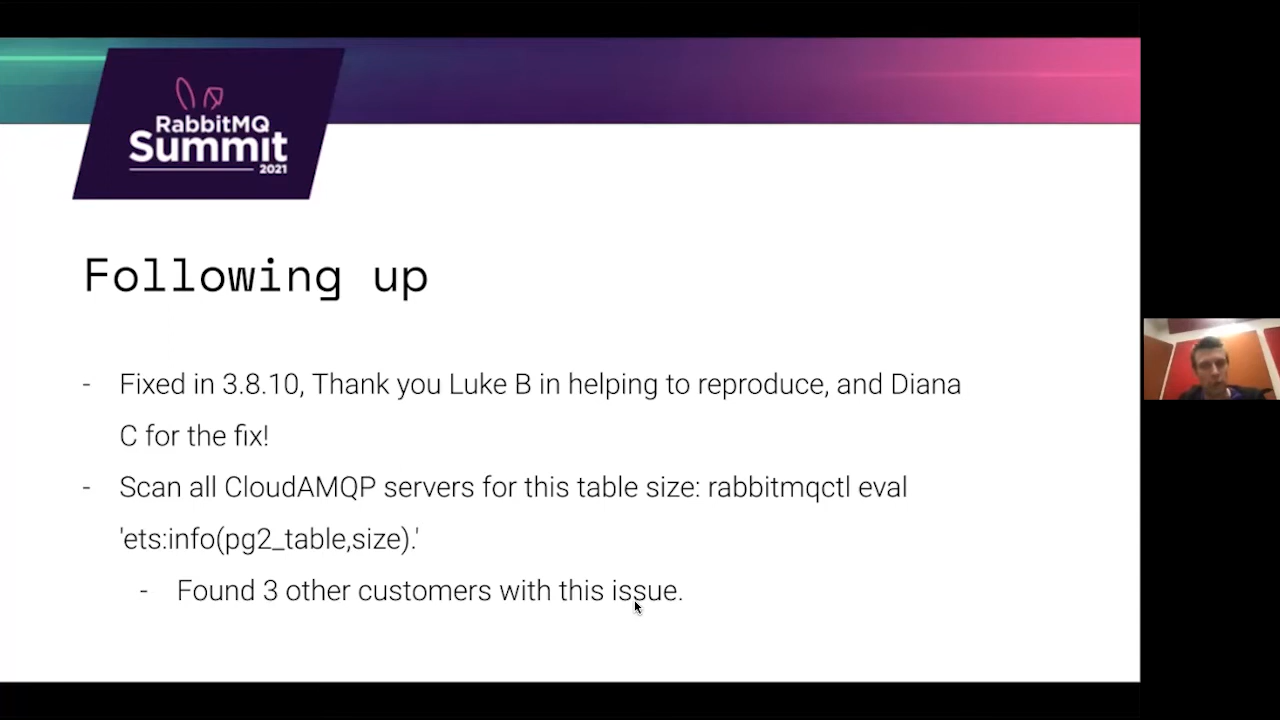 RabbitMQ
Summit
2021
Following up
- Fixed in 3.8.10, Thank you Luke B in helping to reproduce, and Diana
C for the fix!
- Scan all CloudAMQP servers for this table size: rabbitmqctl eval
'ets:info(pg2_table,size).'
- Found 3 other customers with this issue.